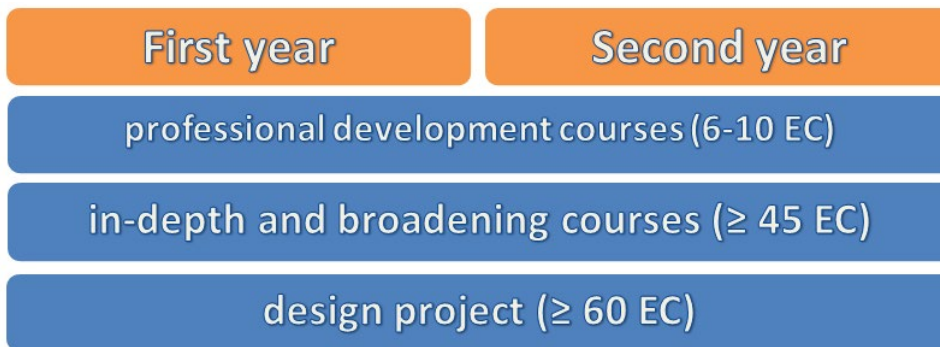 First year
Second year
professional development courses (6-10 EC)
in-depth and broadening courses (≥ 45 EC)
design project (≥ 60 EC)